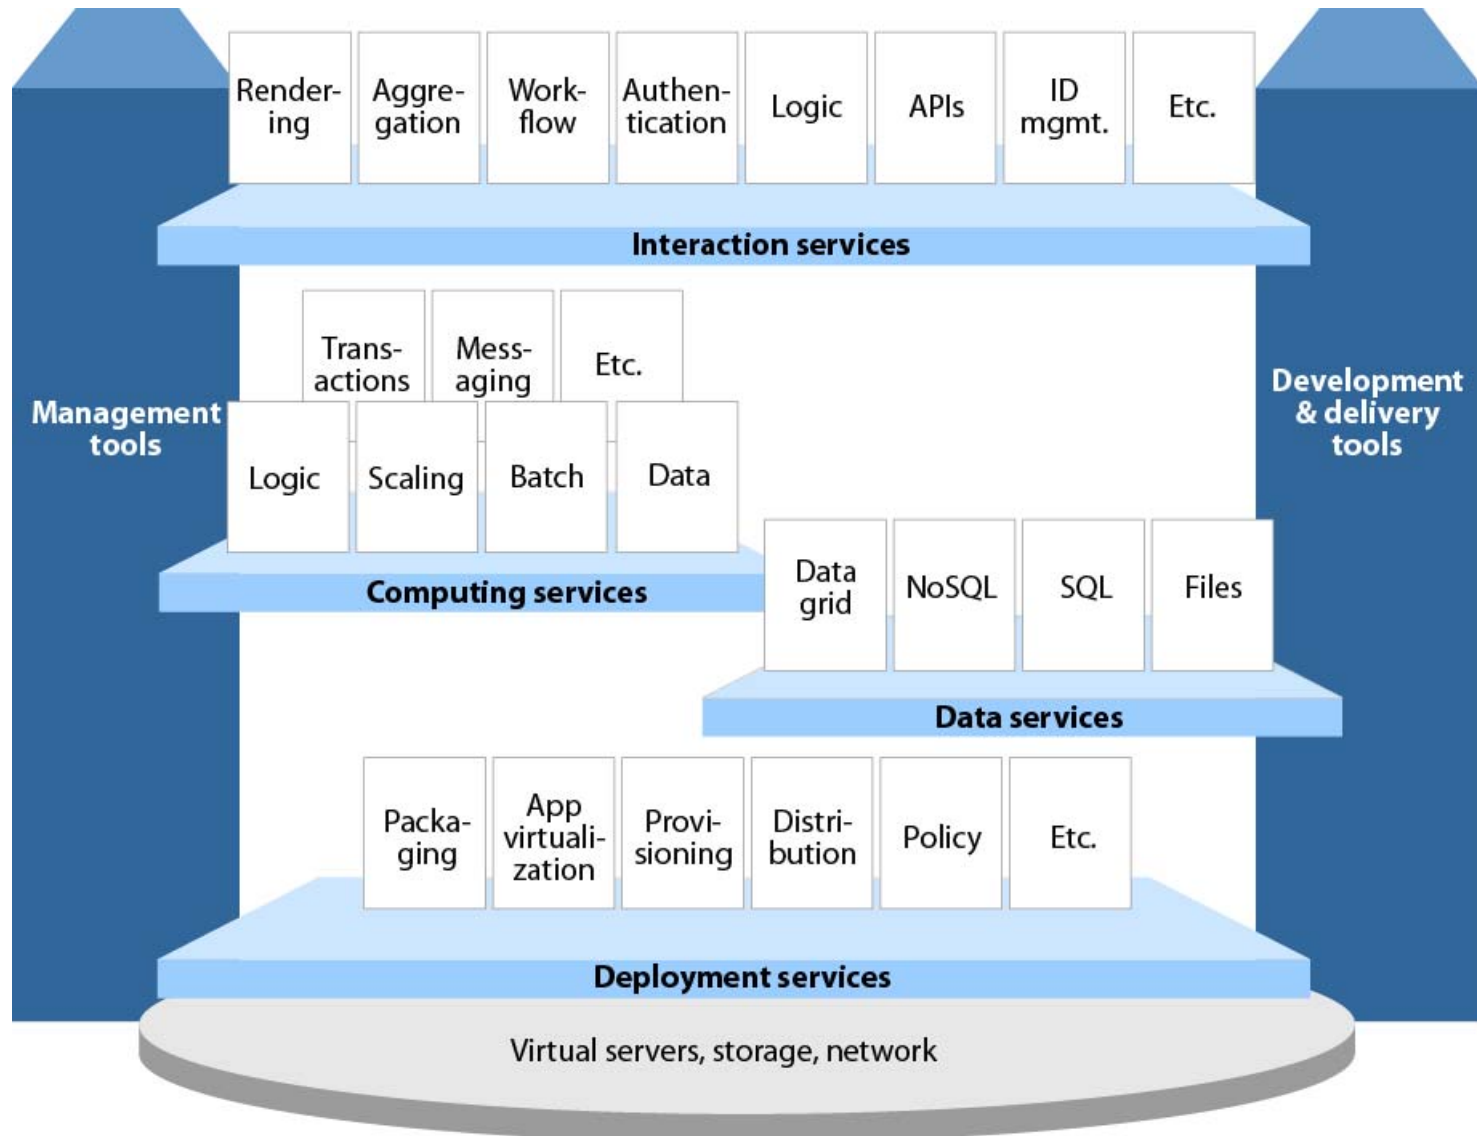 Render-
ing
Aggre-
gation
Work-
flow
Authen-
tication
Logic
APIs
ID
mgmt.
Etc.
Interaction services
Trans-
actions
Mess-
aging
Etc.
Management
tools
Development
& delivery
tools
Logic
Scaling
Batch
Data
Computing services
Data
grid
NoSQL
SQL
Files
Data services
Packa-
ging
App
virtuali-
zation
Provi-
sioning
Distri-
bution
Policy
Etc.
Deployment services
Virtual servers, storage, network